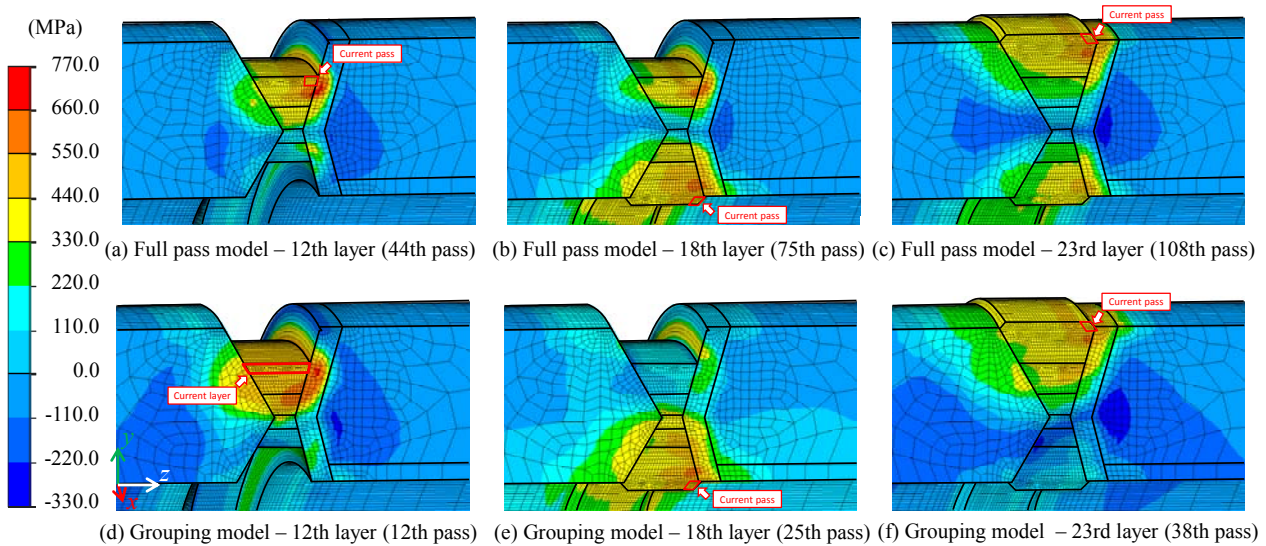 (MPa)
770.0
660.0
550.0
440.0
330.0
220.0
110.0
0.0
-110.0
-220.0
-330.0
Current pass
Current pass
Current pass
(a) Full pass model – 12th layer (44th pass)
(b) Full pass model – 18th layer (75th pass)
(c) Full pass model – 23rd layer (108th pass)
Current layer
Current pass
Current pass
y
z
x
(d) Grouping model – 12th layer (12th pass)
(e) Grouping model – 18th layer (25th pass)
(f) Grouping model – 23rd layer (38th pass)